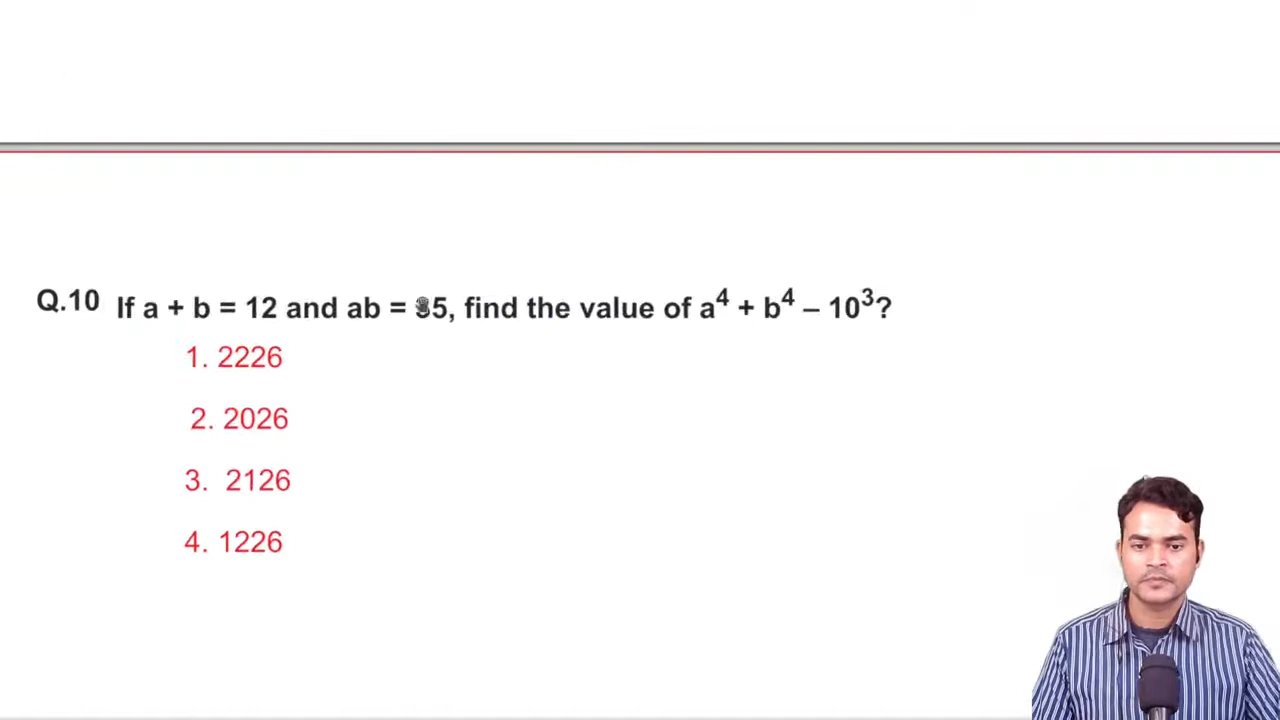 Q.10 If a + b = 12 and ab = 35, find the value of a⁴ + b⁴ – 10³?
1. 2226
2. 2026
3. 2126
4. 1226